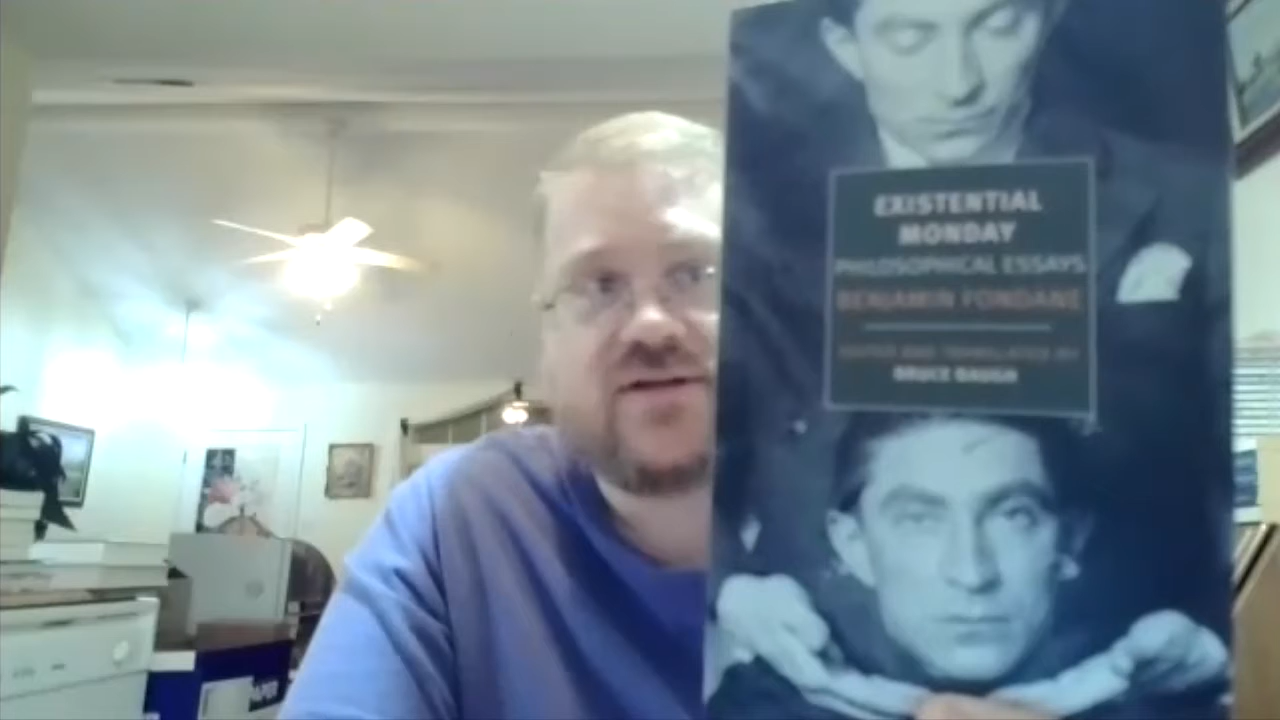 EXISTENTIAL
MONDAY
PHILOSOPHICAL ESSAYS
BENJAMIN FONDANE
EDITED AND TRANSLATED BY
BRUCE BAUGH